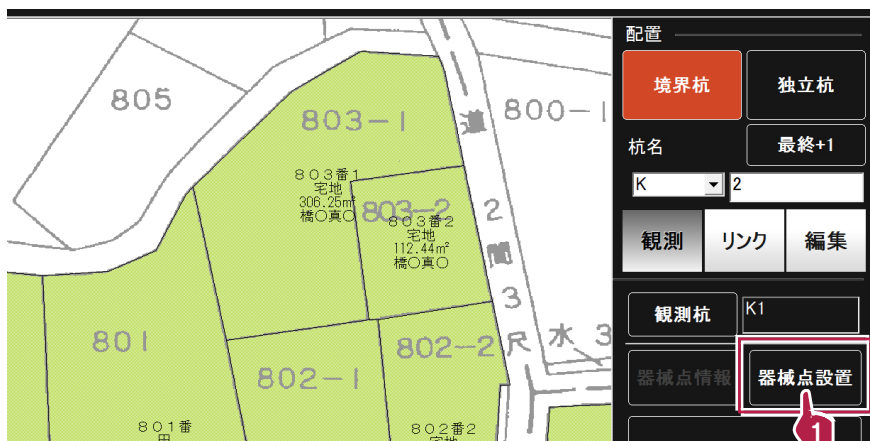 805
803-1
道
800-1
803番1
宅地
306.25㎡
橋○真○
803-2
803番2
宅地
112.44㎡
橋○真○
2
間
3
尺
水 3
801
802-1
802-2
801番
田
802番2
宅地
配置
境界杭
独立杭
杭名
最終+1
K
2
観測
リンク
編集
観測杭
K1
器械点情報
器械点設置
1